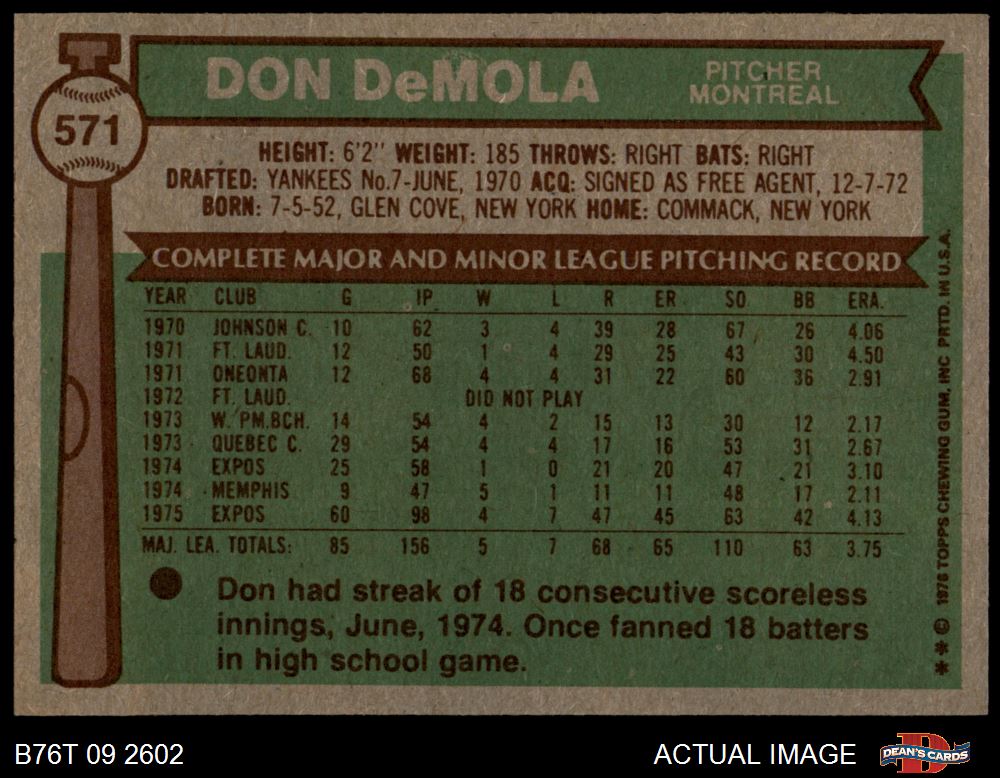 571
DON DeMOLA
PITCHER
MONTREAL
HEIGHT: 6'2" WEIGHT: 185 THROWS: RIGHT BATS: RIGHT
DRAFTED: YANKEES No.7-JUNE, 1970 ACQ: SIGNED AS FREE AGENT, 12-7-72
BORN: 7-5-52, GLEN COVE, NEW YORK HOME: COMMACK, NEW YORK
COMPLETE MAJOR AND MINOR LEAGUE PITCHING RECORD
YEAR CLUB G IP W L R ER SO BB ERA.
1970 JOHNSON C. 10 62 3 4 39 28 67 26 4.06
1971 FT. LAUD. 12 50 1 4 29 25 43 30 4.50
1971 ONEONTA 12 68 4 4 31 22 60 36 2.91
1972 FT. LAUD. DID NOT PLAY
1973 W. PM.BCH. 14 54 4 2 15 13 30 12 2.17
1973 QUEBEC C. 29 54 4 4 17 16 53 31 2.67
1974 EXPOS 25 58 1 0 21 20 47 21 3.10
1974 MEMPHIS 9 47 5 1 11 11 48 17 2.11
1975 EXPOS 60 98 4 7 47 45 63 42 4.13
MAJ. LEA. TOTALS: 85 156 5 7 68 65 110 63 3.75
Don had streak of 18 consecutive scoreless
innings, June, 1974. Once fanned 18 batters
in high school game.
* * © 1976 TOPPS CHEWING GUM, INC PRTD. IN U.S.A.
B76T 09 2602
ACTUAL IMAGE
D
DEAN'S CARDS